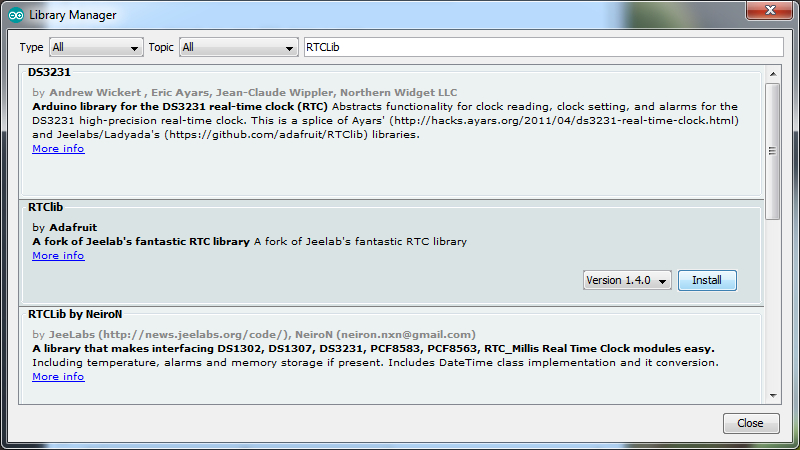 Library Manager
Type All Topic All RTCLib
DS3231
by Andrew Wickert , Eric Ayars, Jean-Claude Wippler, Northern Widget LLC
Arduino library for the DS3231 real-time clock (RTC) Abstracts functionality for clock reading, clock setting, and alarms for the
DS3231 high-precision real-time clock. This is a splice of Ayars' (http://hacks.ayars.org/2011/04/ds3231-real-time-clock.html)
and Jeelabs/Ladyada's (https://github.com/adafruit/RTClib) libraries.
More info
RTClib
by Adafruit
A fork of Jeelab's fantastic RTC library A fork of Jeelab's fantastic RTC library
More info
Version 1.4.0 Install
RTCLib by NeiroN
by JeeLabs (http://news.jeelabs.org/code/), NeiroN (neiron.nxn@gmail.com)
A library that makes interfacing DS1302, DS1307, DS3231, PCF8583, PCF8563, RTC_Millis Real Time Clock modules easy.
Including temperature, alarms and memory storage if present. Includes DateTime class implementation and it conversion.
More info
Close